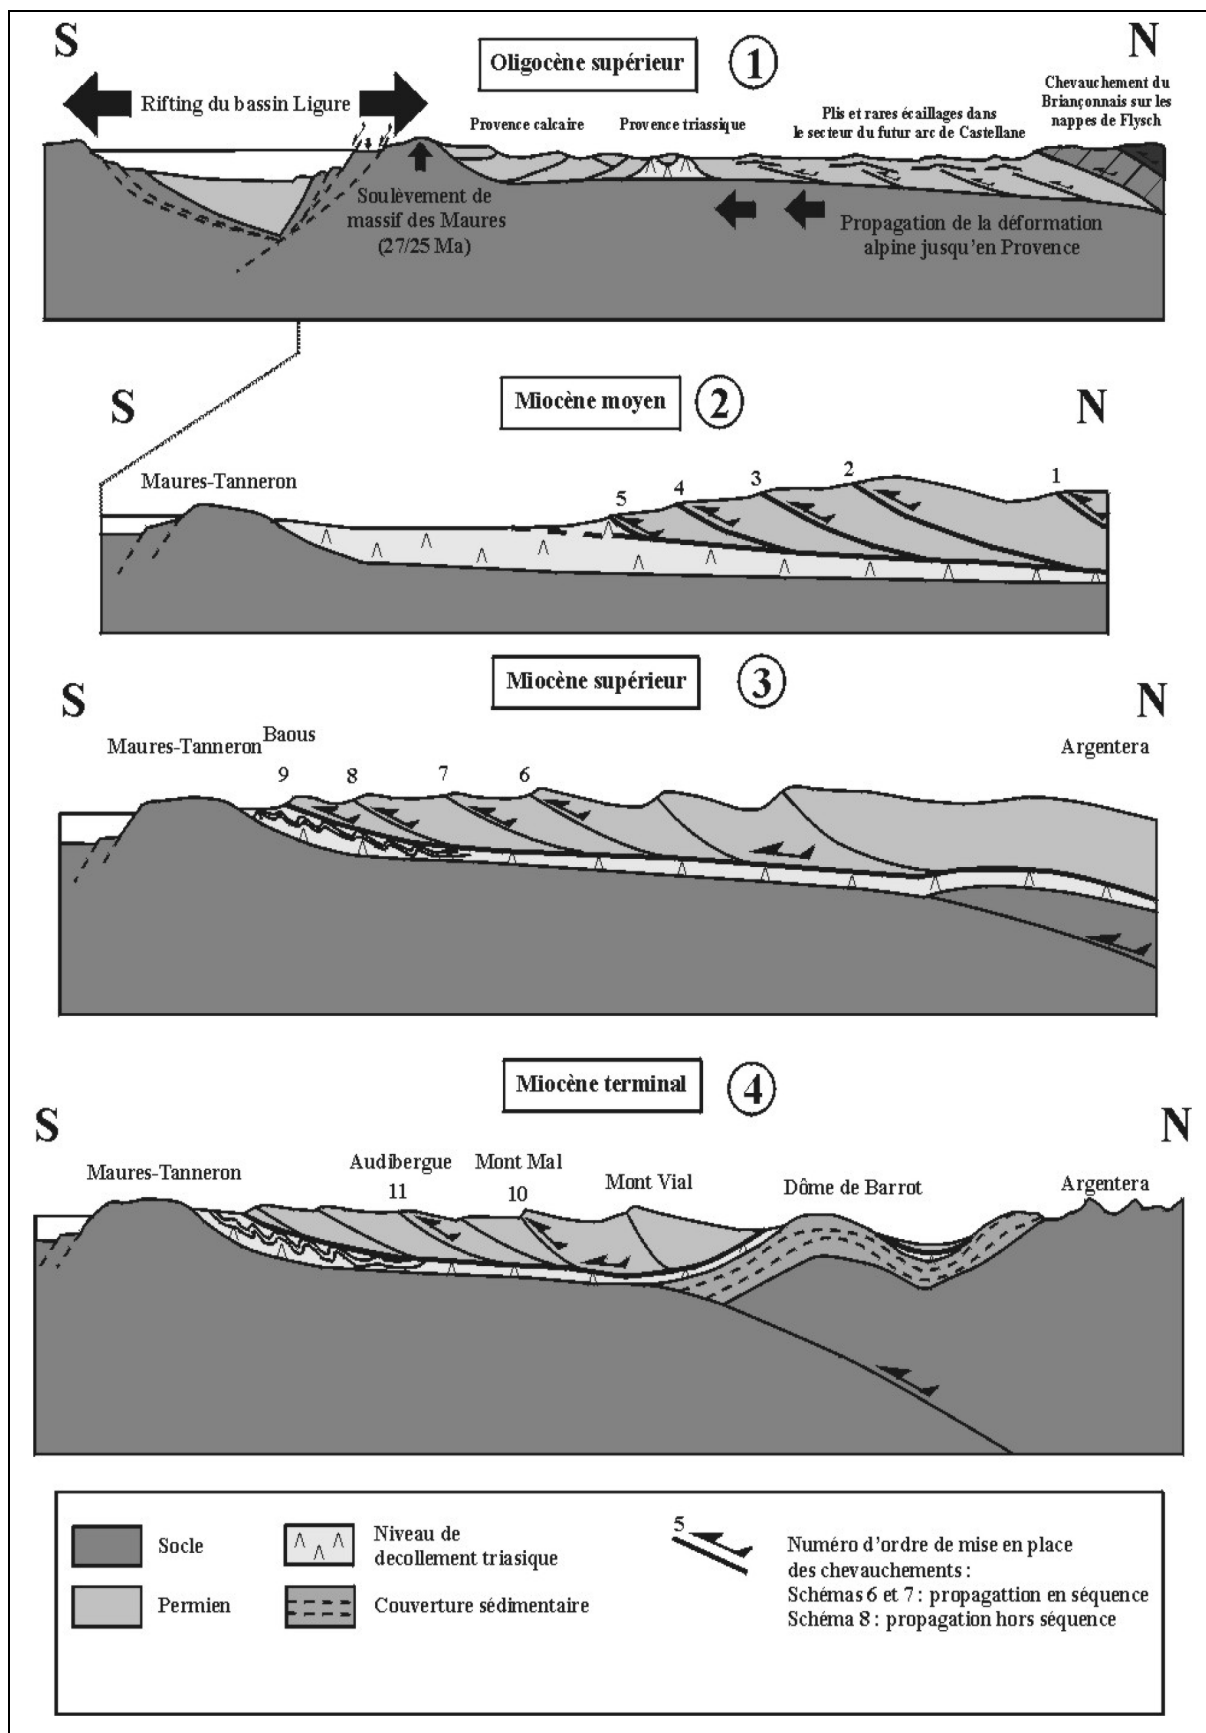 S
Oligocène supérieur
1
N
Rifting du bassin Ligure
Chevauchement du
Briançonnais sur les
nappes de Flysch
Provence calcaire
Provence triassique
Plis et rares écaillages dans
le secteur du futur arc de Castellane
Soulèvement de
massif des Maures
(27/25 Ma)
Propagation de la déformation
alpine jusqu'en Provence
S
Miocène moyen
2
N
Maures-Tanneron
5
4
3
2
1
S
Miocène supérieur
3
N
Maures-Tanneron
Baous
Argentera
9
8
7
6
S
Miocène terminal
4
N
Maures-Tanneron
Audibergue
11
Mont Mal
10
Mont Vial
Dôme de Barrot
Argentera
Socle
Permien
Niveau de
decollement triasique
Couverture sédimentaire
5
Numéro d'ordre de mise en place
des chevauchements :
Schémas 6 et 7 : propagattion en séquence
Schéma 8 : propagation hors séquence